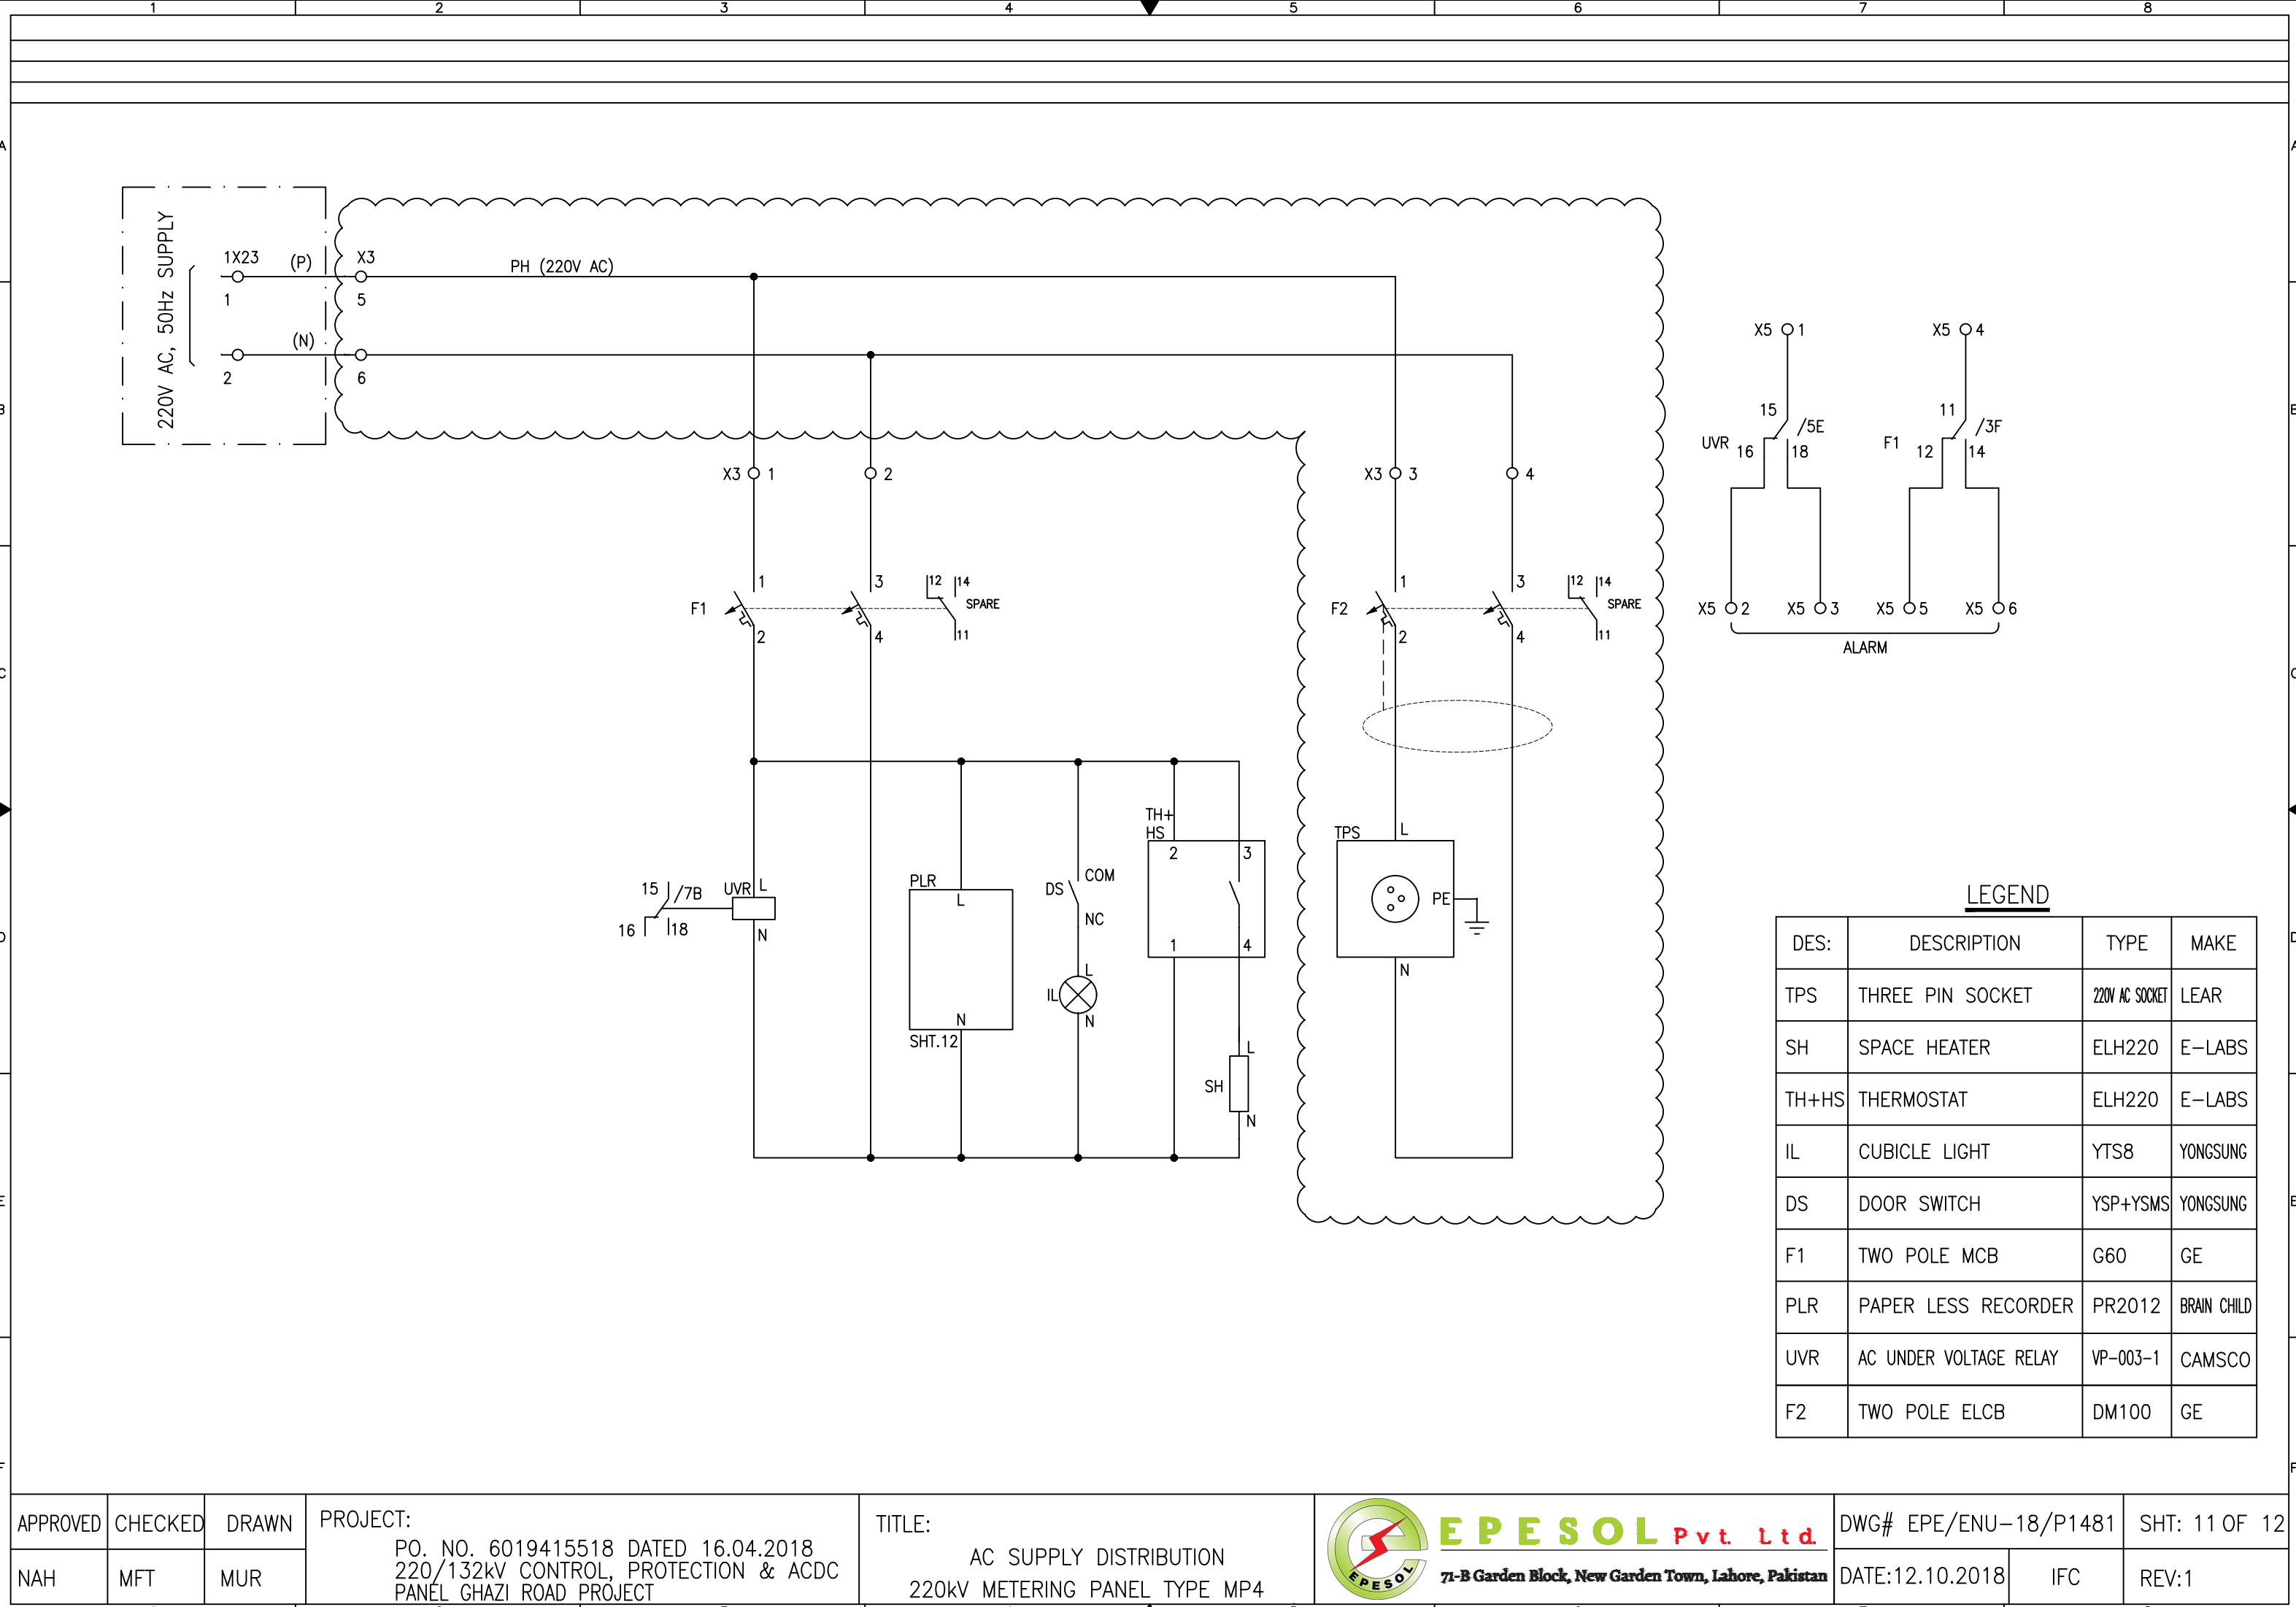 1 2 3 4 5 6 7 8
A
A
220V AC, 50Hz SUPPLY
1X23 (P) X3
1 5
PH (220V AC)
(N)
2 6
B
B
X5 1
X5 4
15 /5E
UVR 16 18
11 /3F
F1 12 14
X3 1 2
X3 3 4
F1 1 3 12 14
SPARE
2 4 11
F2 1 3 12 14
SPARE
2 4 11
X5 2 X5 3 X5 5 X5 6
ALARM
C
C
TH+
HS
2 3
1 4
TPS L
PE
N
15 /7B UVR L
16 18 N
PLR
L
N
SHT.12
DS COM
NC
L
IL
N
L
SH
N
D
D
LEGEND
DES: DESCRIPTION TYPE MAKE
TPS THREE PIN SOCKET 220V AC SOCKET LEAR
SH SPACE HEATER ELH220 E-LABS
TH+HS THERMOSTAT ELH220 E-LABS
IL CUBICLE LIGHT YTS8 YONGSUNG
DS DOOR SWITCH YSP+YSMS YONGSUNG
F1 TWO POLE MCB G60 GE
PLR PAPER LESS RECORDER PR2012 BRAIN CHILD
UVR AC UNDER VOLTAGE RELAY VP-003-1 CAMSCO
F2 TWO POLE ELCB DM100 GE
E
E
F
F
APPROVED CHECKED DRAWN
NAH MFT MUR
PROJECT:
PO. NO. 6019415518 DATED 16.04.2018
220/132kV CONTROL, PROTECTION & ACDC
PANEL GHAZI ROAD PROJECT
TITLE:
AC SUPPLY DISTRIBUTION
220kV METERING PANEL TYPE MP4
EPESOL
EPESOL Pvt. Ltd.
71-B Garden Block, New Garden Town, Lahore, Pakistan
DWG# EPE/ENU-18/P1481 SHT: 11 OF 12
DATE:12.10.2018 IFC REV:1